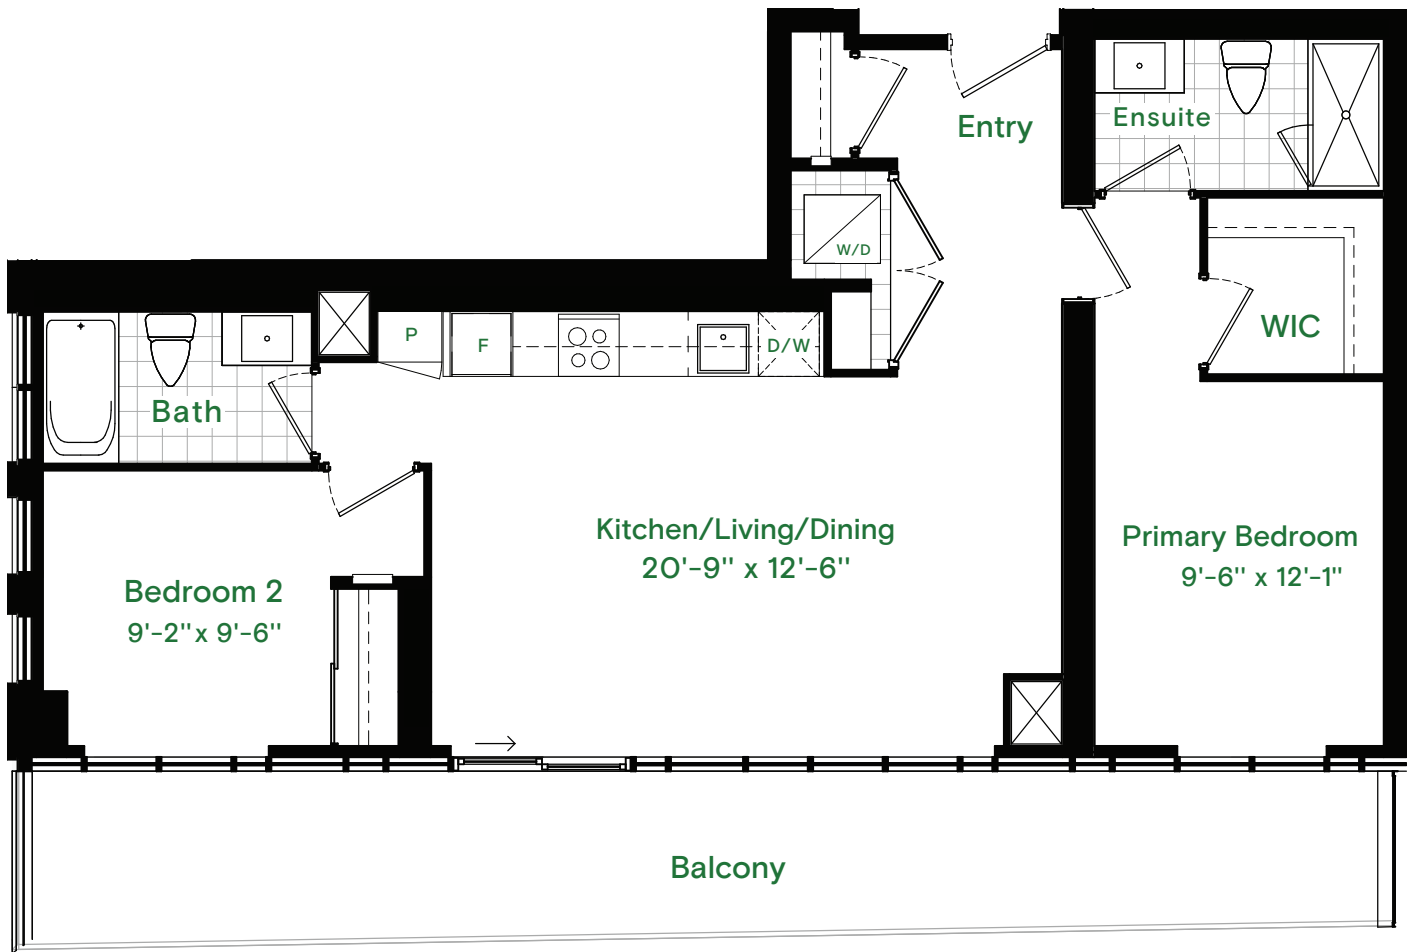 Entry
Ensuite
W/D
WIC
P
F
D/W
Bath
Kitchen/Living/Dining
20'-9" x 12'-6"
Primary Bedroom
9'-6" x 12'-1"
Bedroom 2
9'-2" x 9'-6"
Balcony